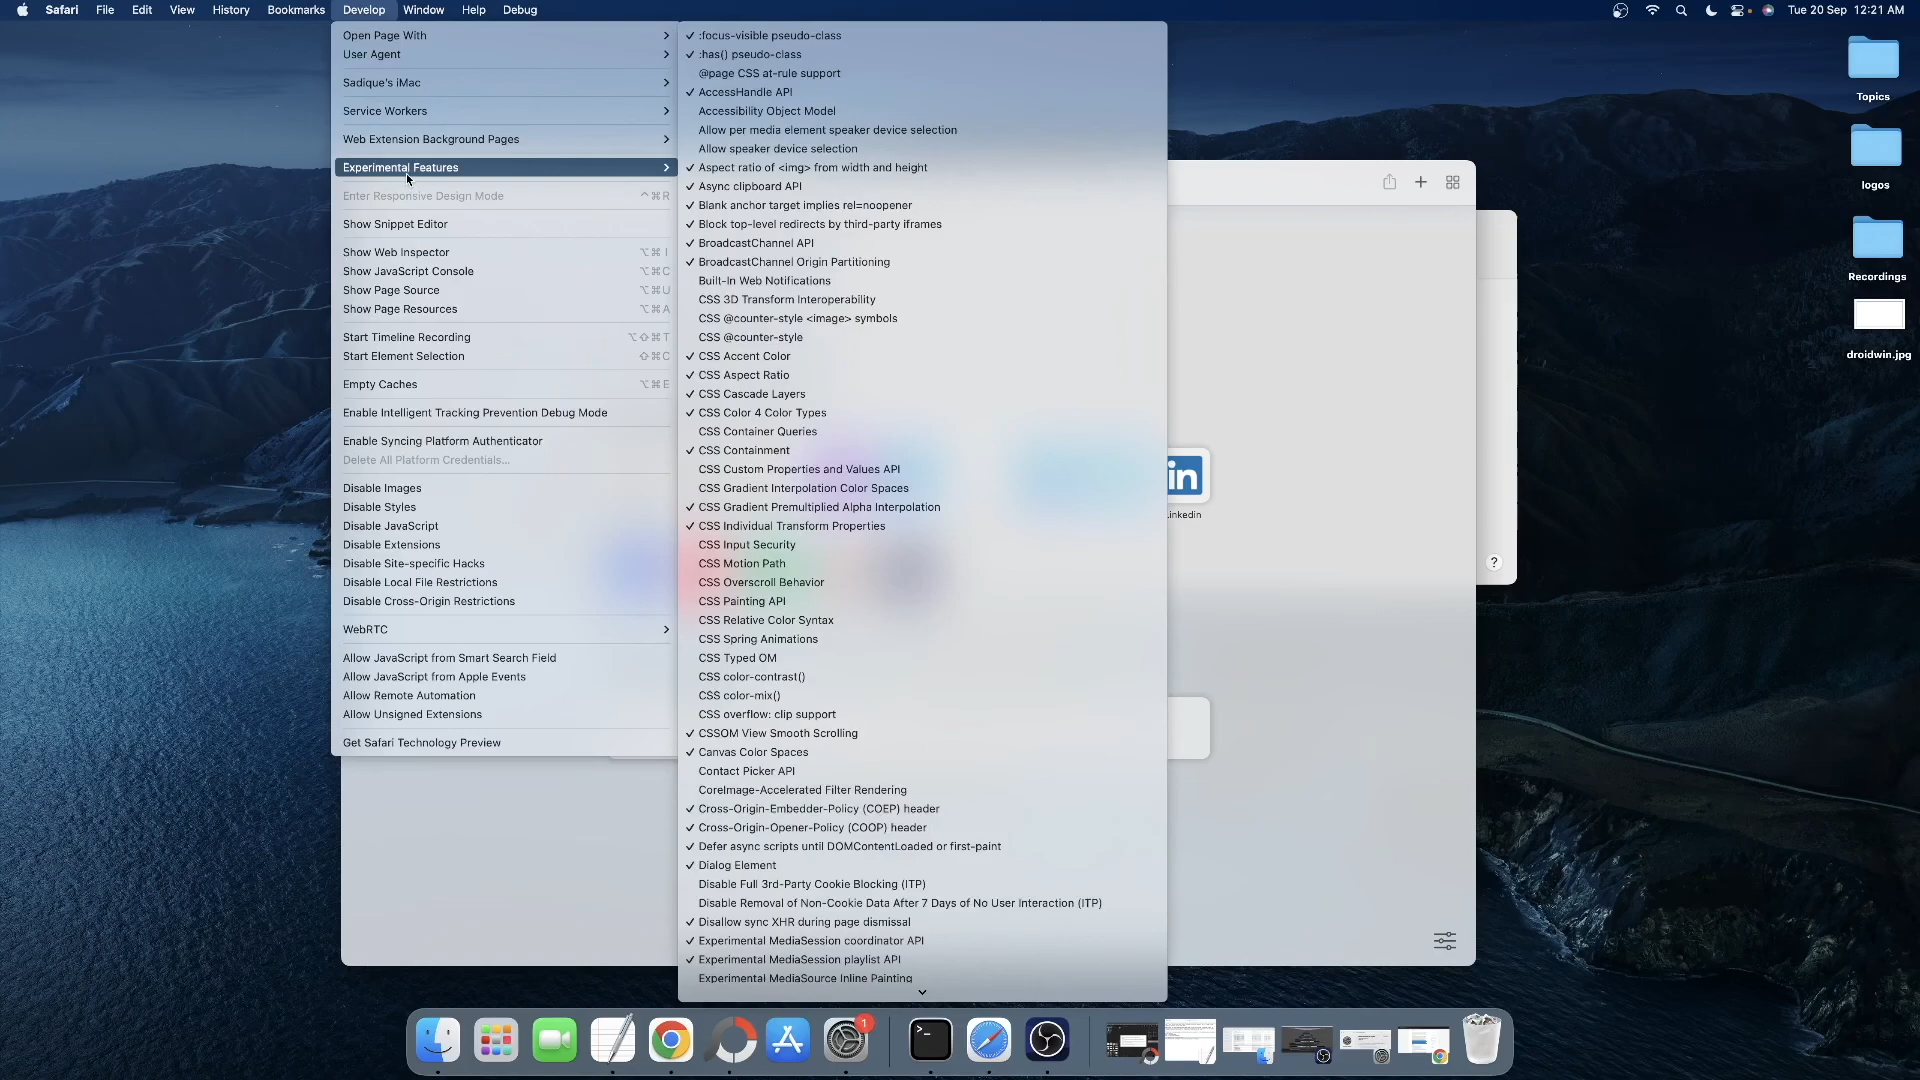 Safari File Edit View History Bookmarks Develop Window Help Debug
Tue 20 Sep 12:21 AM
Open Page With
User Agent
Sadique's iMac
Service Workers
Web Extension Background Pages
Experimental Features
Enter Responsive Design Mode ^⌘R
Show Snippet Editor
Show Web Inspector ⌥⌘I
Show JavaScript Console ⌥⌘C
Show Page Source ⌥⌘U
Show Page Resources ⌥⌘A
Start Timeline Recording ⌥⇧⌘T
Start Element Selection ⇧⌘C
Empty Caches ⌥⌘E
Enable Intelligent Tracking Prevention Debug Mode
Enable Syncing Platform Authenticator
Delete All Platform Credentials...
Disable Images
Disable Styles
Disable JavaScript
Disable Extensions
Disable Site-specific Hacks
Disable Local File Restrictions
Disable Cross-Origin Restrictions
WebRTC
Allow JavaScript from Smart Search Field
Allow JavaScript from Apple Events
Allow Remote Automation
Allow Unsigned Extensions
Get Safari Technology Preview
✓ :focus-visible pseudo-class
✓ :has() pseudo-class
@page CSS at-rule support
✓ AccessHandle API
Accessibility Object Model
Allow per media element speaker device selection
Allow speaker device selection
✓ Aspect ratio of <img> from width and height
✓ Async clipboard API
✓ Blank anchor target implies rel=noopener
✓ Block top-level redirects by third-party iframes
✓ BroadcastChannel API
✓ BroadcastChannel Origin Partitioning
Built-In Web Notifications
CSS 3D Transform Interoperability
CSS @counter-style <image> symbols
CSS @counter-style
✓ CSS Accent Color
✓ CSS Aspect Ratio
✓ CSS Cascade Layers
✓ CSS Color 4 Color Types
CSS Container Queries
✓ CSS Containment
CSS Custom Properties and Values API
CSS Gradient Interpolation Color Spaces
✓ CSS Gradient Premultiplied Alpha Interpolation
✓ CSS Individual Transform Properties
CSS Input Security
CSS Motion Path
CSS Overscroll Behavior
CSS Painting API
CSS Relative Color Syntax
CSS Spring Animations
CSS Typed OM
CSS color-contrast()
CSS color-mix()
CSS overflow: clip support
✓ CSSOM View Smooth Scrolling
✓ Canvas Color Spaces
Contact Picker API
CoreImage-Accelerated Filter Rendering
✓ Cross-Origin-Embedder-Policy (COEP) header
✓ Cross-Origin-Opener-Policy (COOP) header
✓ Defer async scripts until DOMContentLoaded or first-paint
✓ Dialog Element
Disable Full 3rd-Party Cookie Blocking (ITP)
Disable Removal of Non-Cookie Data After 7 Days of No User Interaction (ITP)
✓ Disallow sync XHR during page dismissal
✓ Experimental MediaSession coordinator API
✓ Experimental MediaSession playlist API
Experimental MediaSource Inline Painting
in
inkedin
?
Topics
logos
Recordings
droidwin.jpg
1